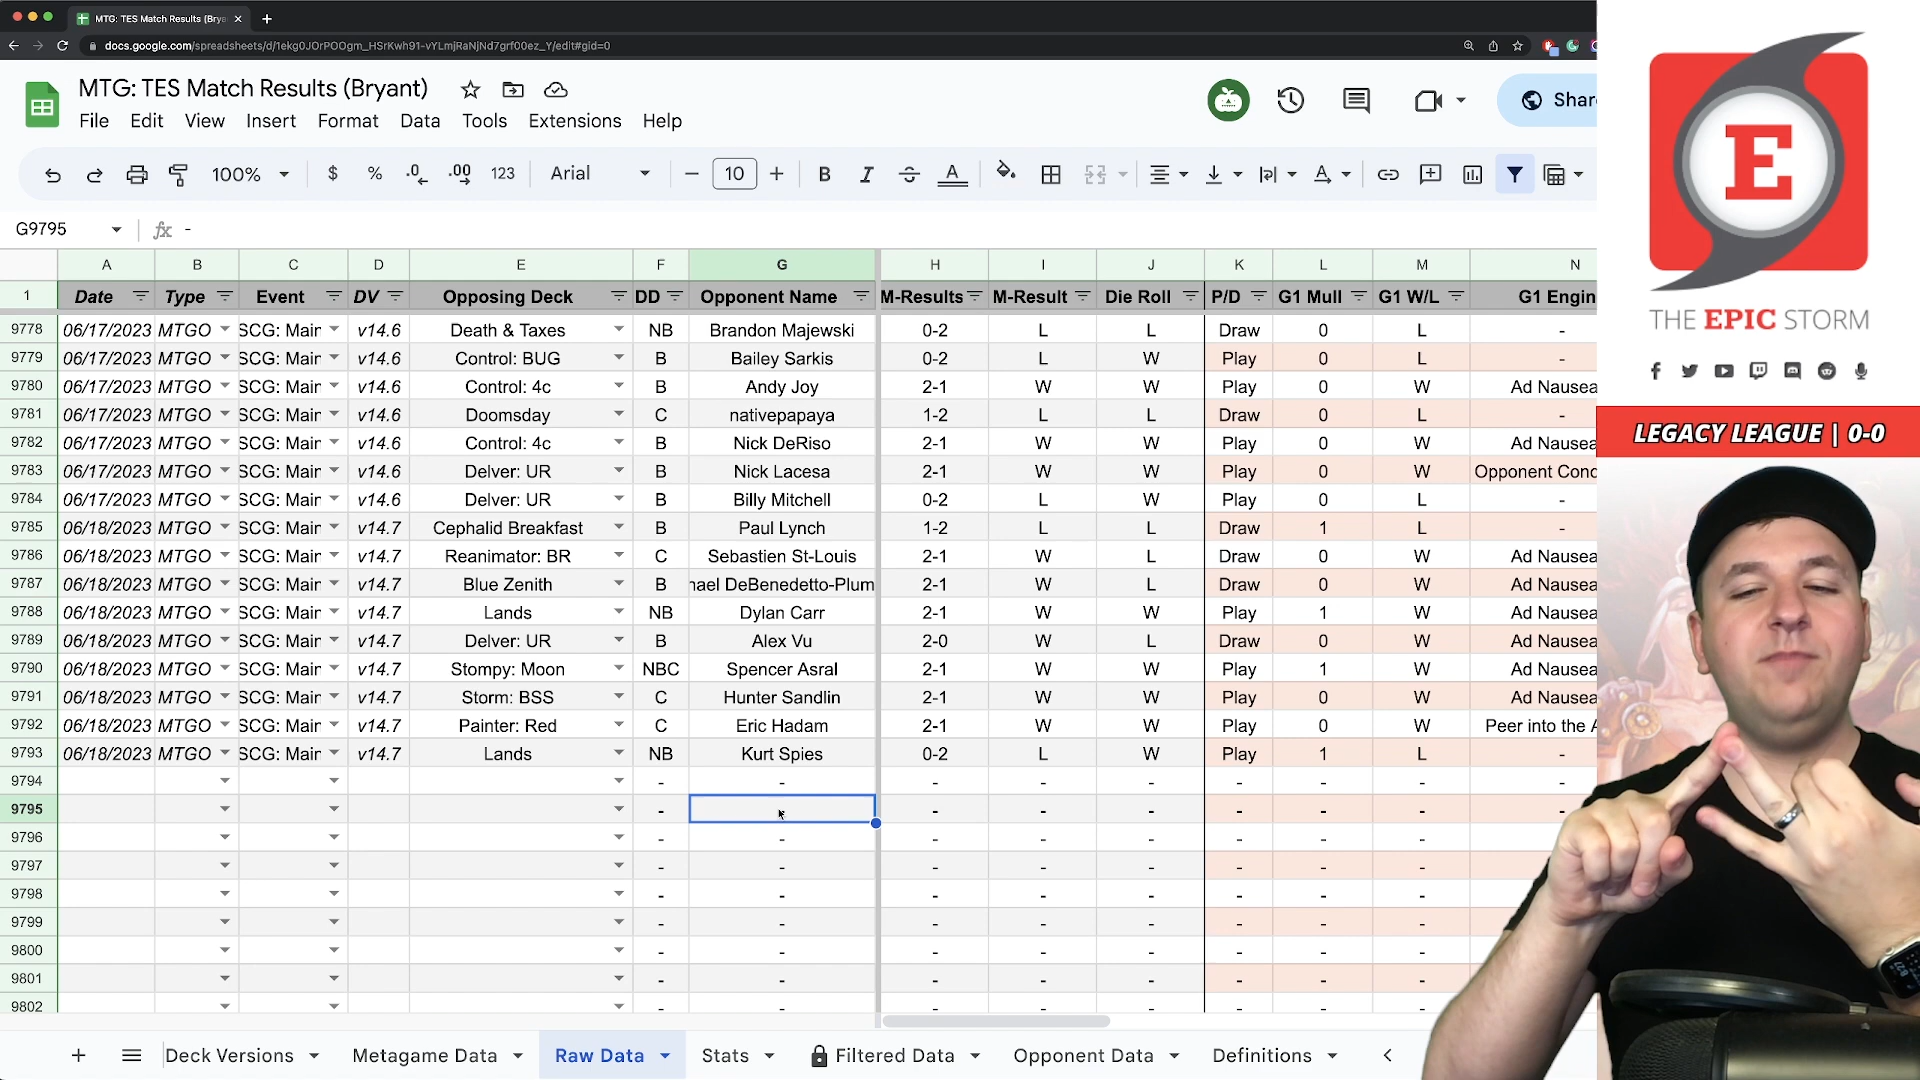 MTG: TES Match Results (Brya
docs.google.com/spreadsheets/d/1ekg0JOrPOOgm_HSrKwh91-vYLmjRaNjNd7grf00ez_Y/edit#gid=0
MTG: TES Match Results (Bryant)
Shar
File Edit View Insert Format Data Tools Extensions Help
100% $ % .0 .00 123 Arial 10 B I A
G9795 fx -
A B C D E F G H I J K L M N
1 Date Type Event DV Opposing Deck DD Opponent Name M-Results M-Result Die Roll P/D G1 Mull G1 W/L G1 Engin
9778 06/17/2023 MTGO SCG: Mair v14.6 Death & Taxes NB Brandon Majewski 0-2 L L Draw 0 L -
9779 06/17/2023 MTGO SCG: Mair v14.6 Control: BUG B Bailey Sarkis 0-2 L W Play 0 L -
9780 06/17/2023 MTGO SCG: Mair v14.6 Control: 4c B Andy Joy 2-1 W W Play 0 W Ad Nausea
9781 06/17/2023 MTGO SCG: Mair v14.6 Doomsday C nativepapaya 1-2 L L Draw 0 L -
9782 06/17/2023 MTGO SCG: Mair v14.6 Control: 4c B Nick DeRiso 2-1 W W Play 0 W Ad Nausea
9783 06/17/2023 MTGO SCG: Mair v14.6 Delver: UR B Nick Lacesa 2-1 W W Play 0 W Opponent Conc
9784 06/17/2023 MTGO SCG: Mair v14.6 Delver: UR B Billy Mitchell 0-2 L W Play 0 L -
9785 06/18/2023 MTGO SCG: Mair v14.7 Cephalid Breakfast B Paul Lynch 1-2 L L Draw 1 L -
9786 06/18/2023 MTGO SCG: Mair v14.7 Reanimator: BR C Sebastien St-Louis 2-1 W L Draw 0 W Ad Nausea
9787 06/18/2023 MTGO SCG: Mair v14.7 Blue Zenith B nael DeBenedetto-Plum 2-1 W L Draw 0 W Ad Nausea
9788 06/18/2023 MTGO SCG: Mair v14.7 Lands NB Dylan Carr 2-1 W W Play 1 W Ad Nausea
9789 06/18/2023 MTGO SCG: Mair v14.7 Delver: UR B Alex Vu 2-0 W L Draw 0 W Ad Nausea
9790 06/18/2023 MTGO SCG: Mair v14.7 Stompy: Moon NBC Spencer Asral 2-1 W W Play 1 W Ad Nausea
9791 06/18/2023 MTGO SCG: Mair v14.7 Storm: BSS C Hunter Sandlin 2-1 W W Play 0 W Ad Nausea
9792 06/18/2023 MTGO SCG: Mair v14.7 Painter: Red C Eric Hadam 2-1 W W Play 0 W Peer into the A
9793 06/18/2023 MTGO SCG: Mair v14.7 Lands NB Kurt Spies 0-2 L W Play 1 L -
9794 - - - - - - - - -
9795 - - - - - - - - -
9796 - - - - - - - -
9797 - - - - - - - -
9798 - - - - - - - -
9799 - - - - - - - -
9800 - - - - - - - -
9801 - - - - - - - -
9802 - - - - - - - -
Deck Versions Metagame Data Raw Data Stats Filtered Data Opponent Data Definitions
E
THE EPIC STORM
LEGACY LEAGUE | 0-0